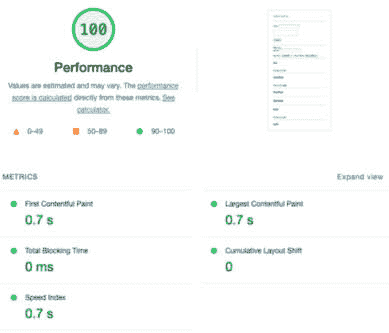 100
Performance
Values are estimated and may vary. The performance
score is calculated directly from these metrics. See
calculator.
0–49
50–89
90–100
METRICS
Expand view
First Contentful Paint
0.7 s
Largest Contentful Paint
0.7 s
Total Blocking Time
0 ms
Cumulative Layout Shift
0
Speed Index
0.7 s